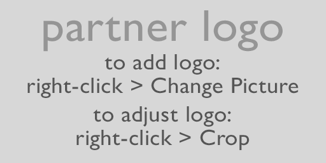 partner logo
to add logo:
right-click > Change Picture
to adjust logo:
right-click > Crop